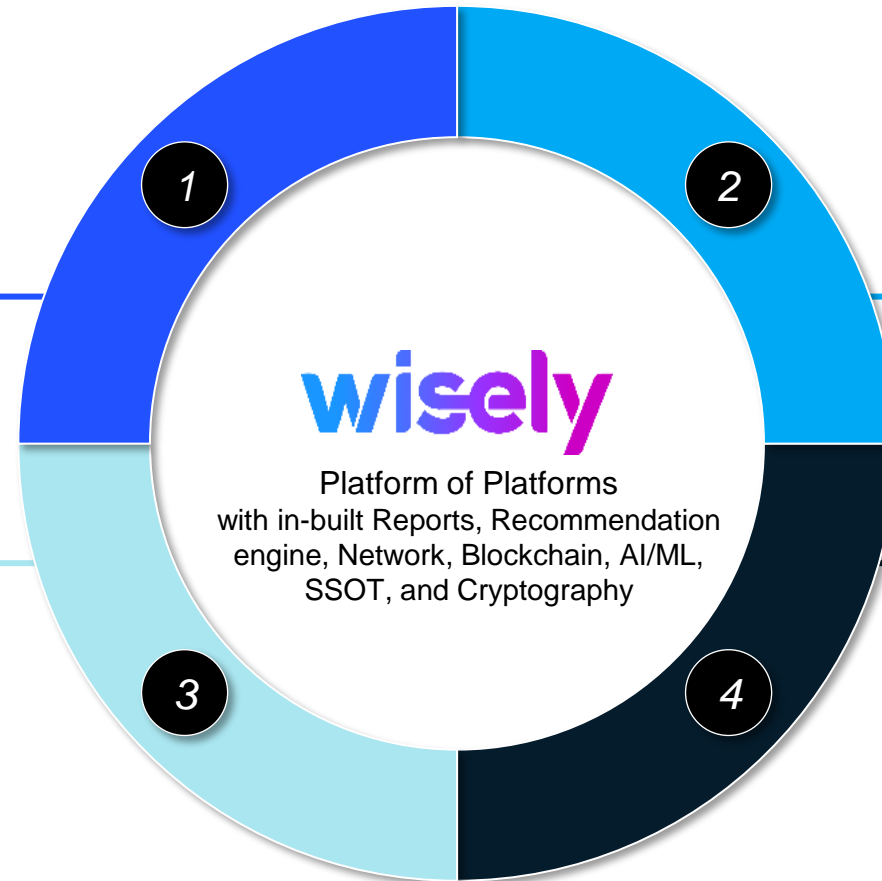 1
2
wisely
Platform of Platforms
with in-built Reports, Recommendation
engine, Network, Blockchain, AI/ML,
SSOT, and Cryptography
3
4